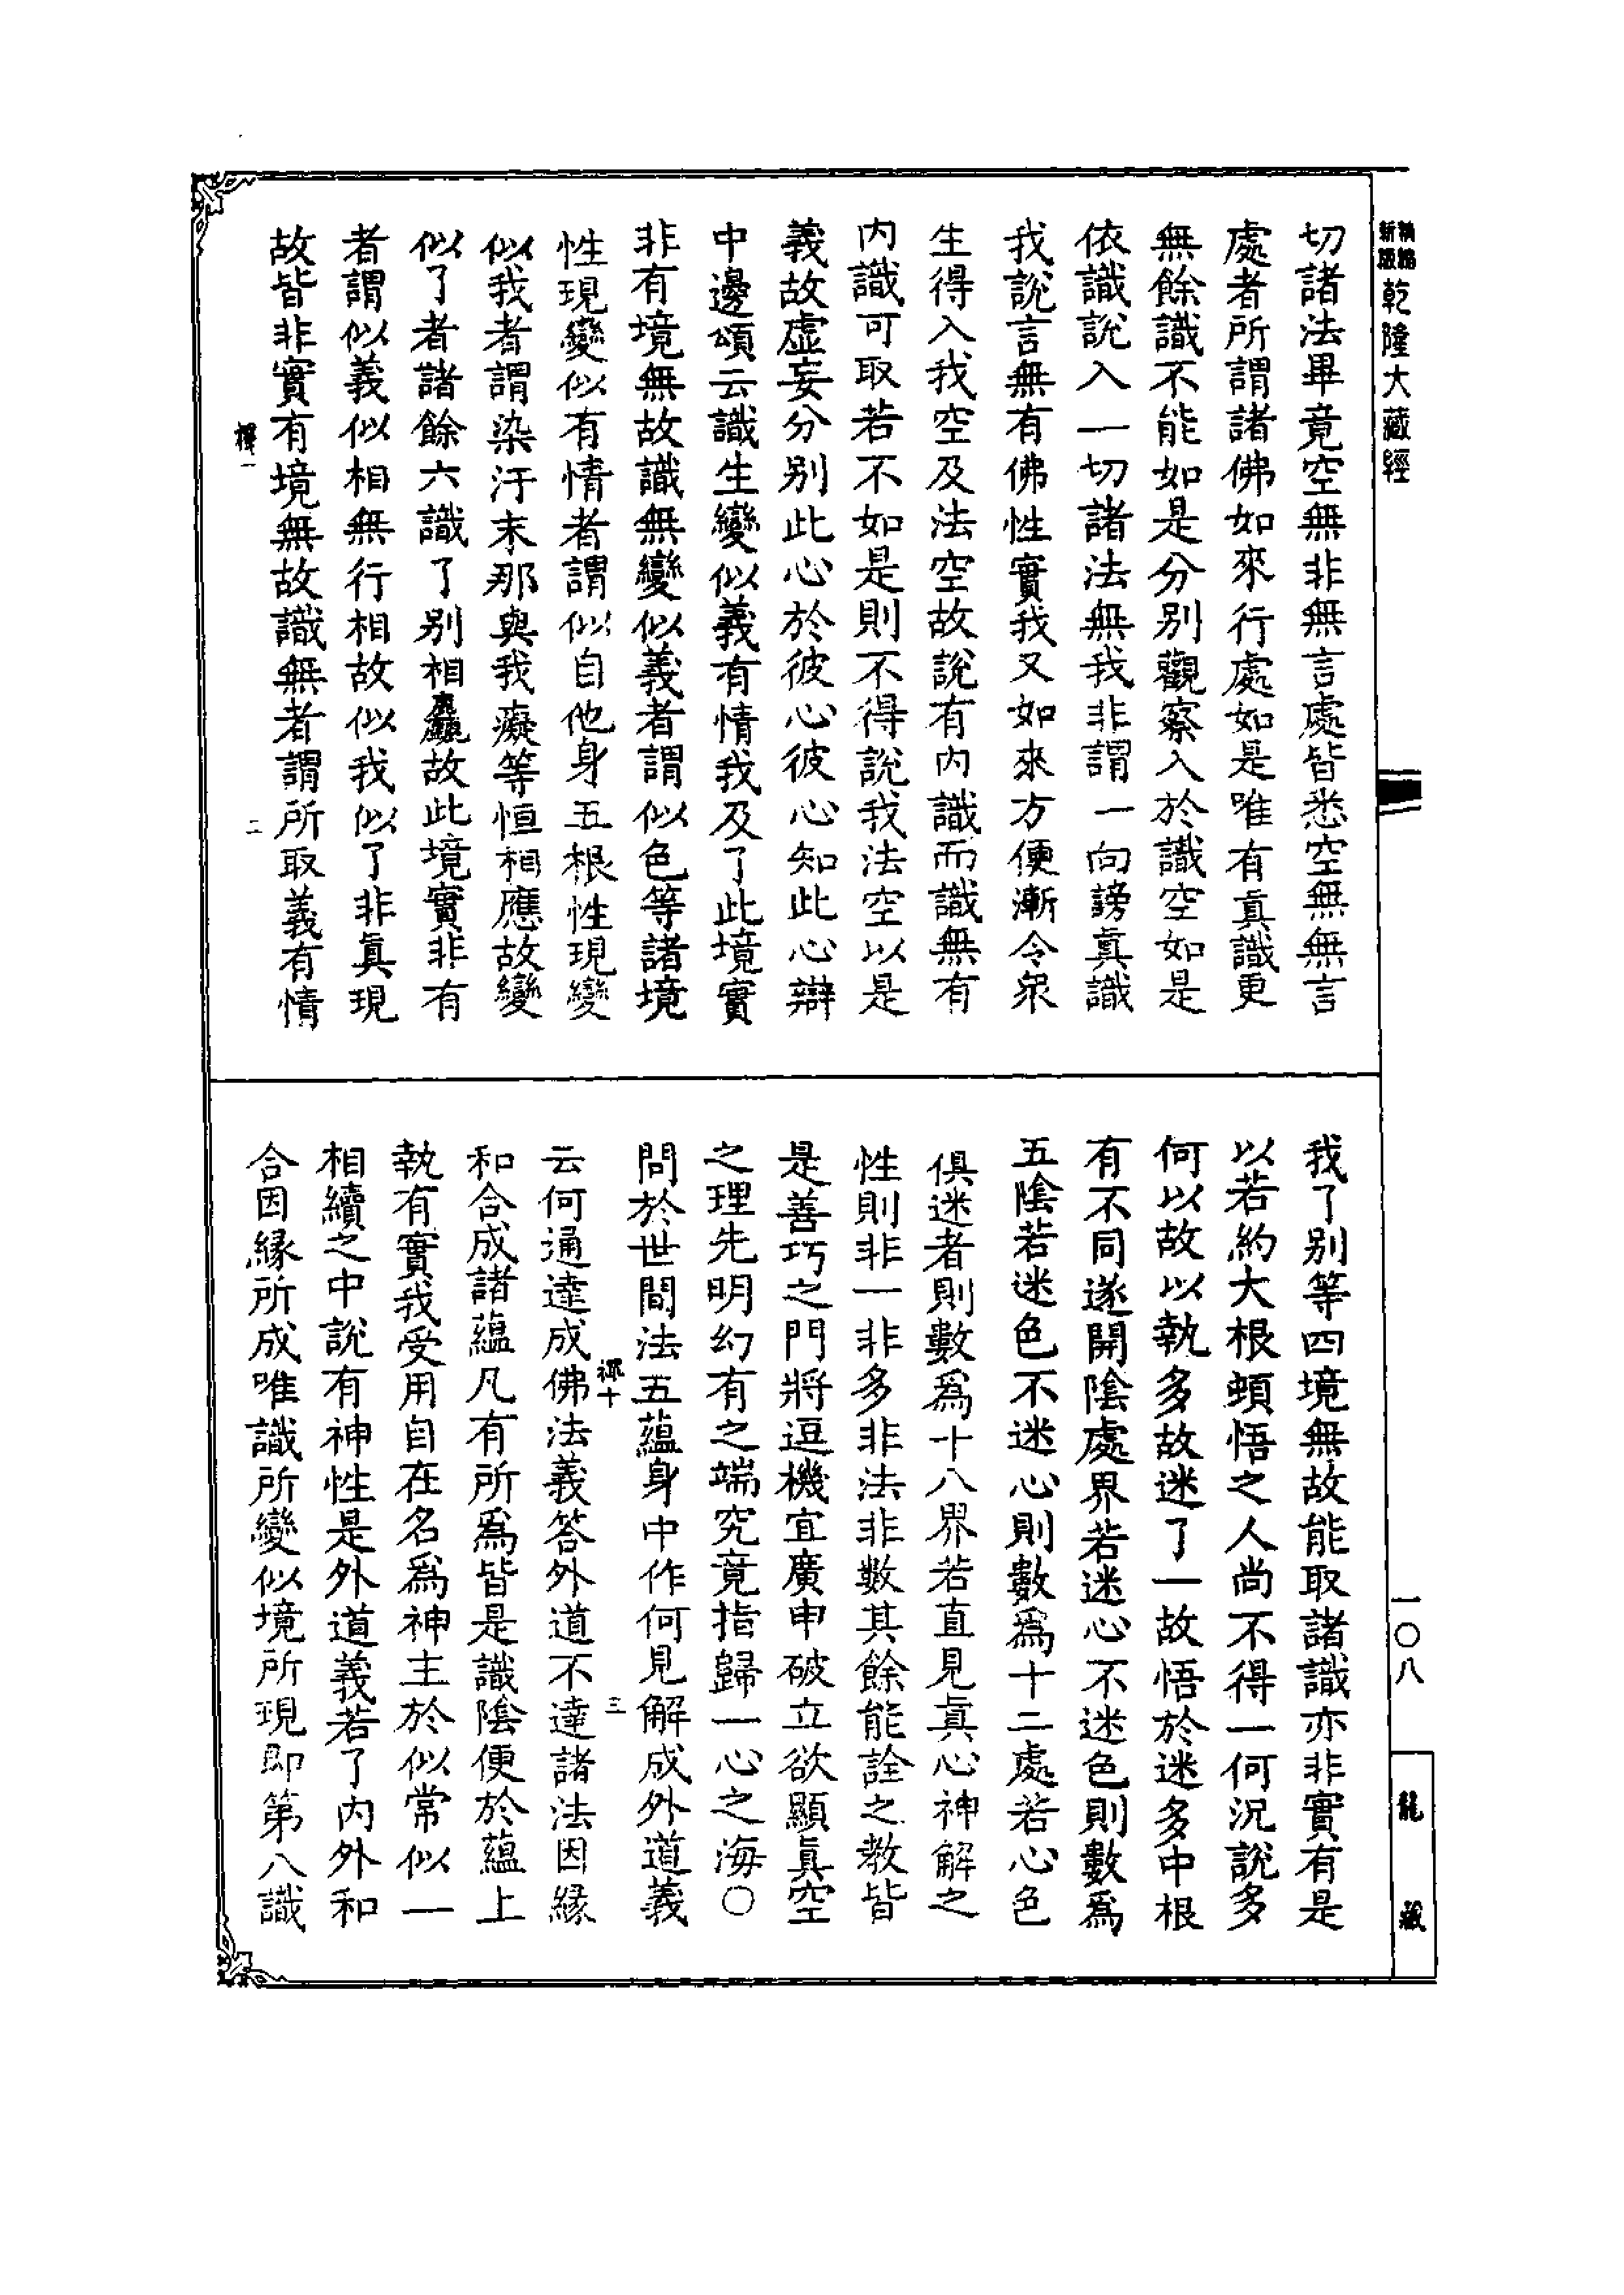 新編
新版
乾隆大藏經
切諸法畢竟空無非無言處皆悉空無無言
處者所謂諸佛如來行處如是唯有真識更
無餘識不能如是分别觀察入於識空如是
依識說入一切諸法無我非謂一向謗真識
我說言無有佛性實我又如來方便漸令衆
生得入我空及法空故說有内識而識無有
内識可取若不如是則不得說我法空以是
義故虛妄分别此心於彼心彼心知此心辯
中邊頌云識生變似義有情我及了此境實
非有境無故識無變似義者謂似色等諸境
性現變似有情者謂似自他身五根性現變
似我者謂染汙末那與我癡等恒相應故變
似了者諸餘六識了别相麤故此境實非有
者謂似義似相無行相故似我似了非眞現
故皆非實有境無故識無者謂所取義有情
二
一〇八
龍藏
我了别等四境無故能取諸識亦非實有是
以若約大根頓悟之人尚不得一何況說多
何以故以執多故迷了一故悟於迷多中根
有不同遂開陰處界若迷心不迷色則數爲
五陰若迷色不迷心則數爲十二處若心色
俱迷者則數爲十八界若直見眞心神解之
性則非一非多非法非數其餘能詮之教皆
是善巧之門將逗機宜廣申破立欲顯眞空
之理先明幻有之端究竟指歸一心之海〇
問於世間法五蘊身中作何見解成外道義
三
云何通達成佛法義答外道不達諸法因緣
和合成諸蘊凡有所爲皆是識陰便於蘊上
執有實我受用自在名爲神主於似常似一
相續之中說有神性是外道義若了内外和
合因緣所成唯識所變似境所現即第八識